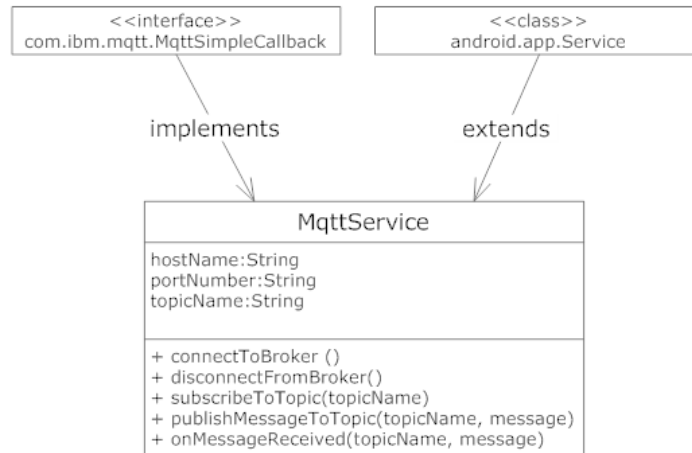 <<interface>>
com.ibm.mqtt.MqttSimpleCallback
<<class>>
android.app.Service
implements
extends
MqttService
hostName:String
portNumber:String
topicName:String
+ connectToBroker ()
+ disconnectFromBroker()
+ subscribeToTopic(topicName)
+ publishMessageToTopic(topicName, message)
+ onMessageReceived(topicName, message)